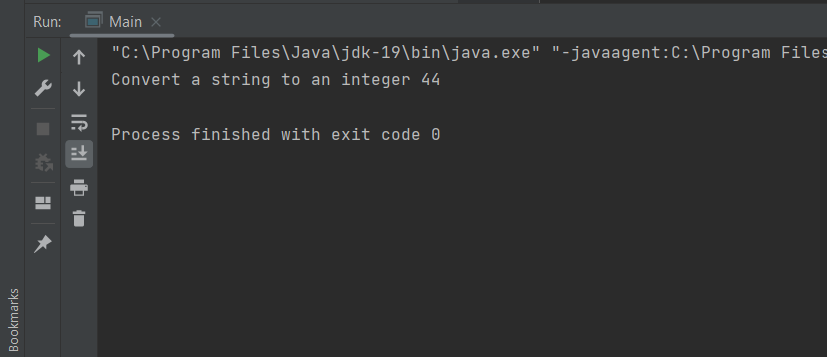 Run: Main
"C:\Program Files\Java\jdk-19\bin\java.exe" "-javaagent:C:\Program Files
Convert a string to an integer 44
Process finished with exit code 0
Bookmarks